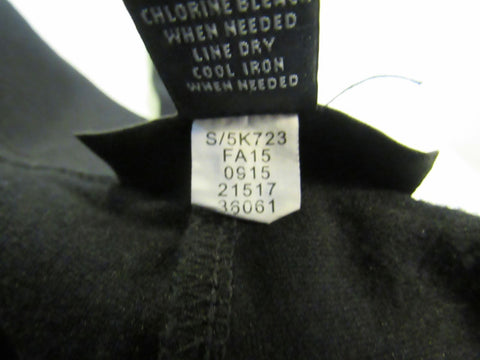 CHLORINE BLEACH
WHEN NEEDED
LINE DRY
COOL IRON
WHEN NEEDED
S/5K723
FA15
0915
21517
36061